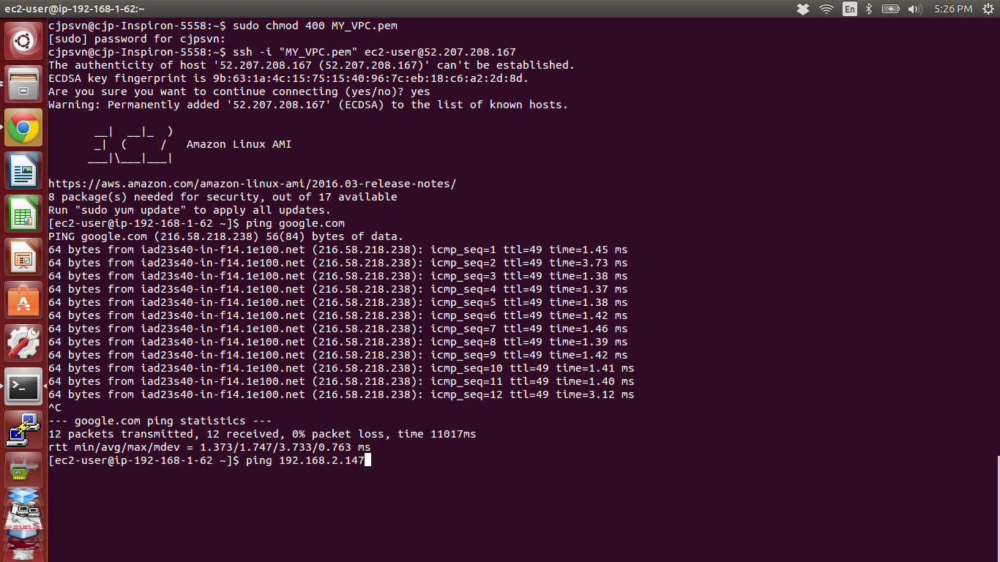 ec2-user@ip-192-168-1-62:~
En
5:26 PM
cjpsvn@cjp-Inspiron-5558:~$ sudo chmod 400 MY_VPC.pem
[sudo] password for cjpsvn:
cjpsvn@cjp-Inspiron-5558:~$ ssh -i "MY_VPC.pem" ec2-user@52.207.208.167
The authenticity of host '52.207.208.167 (52.207.208.167)' can't be established.
ECDSA key fingerprint is 9b:63:1a:4c:15:75:15:40:96:7c:eb:18:c6:a2:2d:8d.
Are you sure you want to continue connecting (yes/no)? yes
Warning: Permanently added '52.207.208.167' (ECDSA) to the list of known hosts.
       __|  __|_  )
       _|  (     /   Amazon Linux AMI
      ___|\___|___|
https://aws.amazon.com/amazon-linux-ami/2016.03-release-notes/
8 package(s) needed for security, out of 17 available
Run "sudo yum update" to apply all updates.
[ec2-user@ip-192-168-1-62 ~]$ ping google.com
PING google.com (216.58.218.238) 56(84) bytes of data.
64 bytes from iad23s40-in-f14.1e100.net (216.58.218.238): icmp_seq=1 ttl=49 time=1.45 ms
64 bytes from iad23s40-in-f14.1e100.net (216.58.218.238): icmp_seq=2 ttl=49 time=3.73 ms
64 bytes from iad23s40-in-f14.1e100.net (216.58.218.238): icmp_seq=3 ttl=49 time=1.38 ms
64 bytes from iad23s40-in-f14.1e100.net (216.58.218.238): icmp_seq=4 ttl=49 time=1.37 ms
64 bytes from iad23s40-in-f14.1e100.net (216.58.218.238): icmp_seq=5 ttl=49 time=1.38 ms
64 bytes from iad23s40-in-f14.1e100.net (216.58.218.238): icmp_seq=6 ttl=49 time=1.42 ms
64 bytes from iad23s40-in-f14.1e100.net (216.58.218.238): icmp_seq=7 ttl=49 time=1.46 ms
64 bytes from iad23s40-in-f14.1e100.net (216.58.218.238): icmp_seq=8 ttl=49 time=1.39 ms
64 bytes from iad23s40-in-f14.1e100.net (216.58.218.238): icmp_seq=9 ttl=49 time=1.42 ms
64 bytes from iad23s40-in-f14.1e100.net (216.58.218.238): icmp_seq=10 ttl=49 time=1.41 ms
64 bytes from iad23s40-in-f14.1e100.net (216.58.218.238): icmp_seq=11 ttl=49 time=1.40 ms
64 bytes from iad23s40-in-f14.1e100.net (216.58.218.238): icmp_seq=12 ttl=49 time=3.12 ms
^C
--- google.com ping statistics ---
12 packets transmitted, 12 received, 0% packet loss, time 11017ms
rtt min/avg/max/mdev = 1.373/1.747/3.733/0.763 ms
[ec2-user@ip-192-168-1-62 ~]$ ping 192.168.2.147